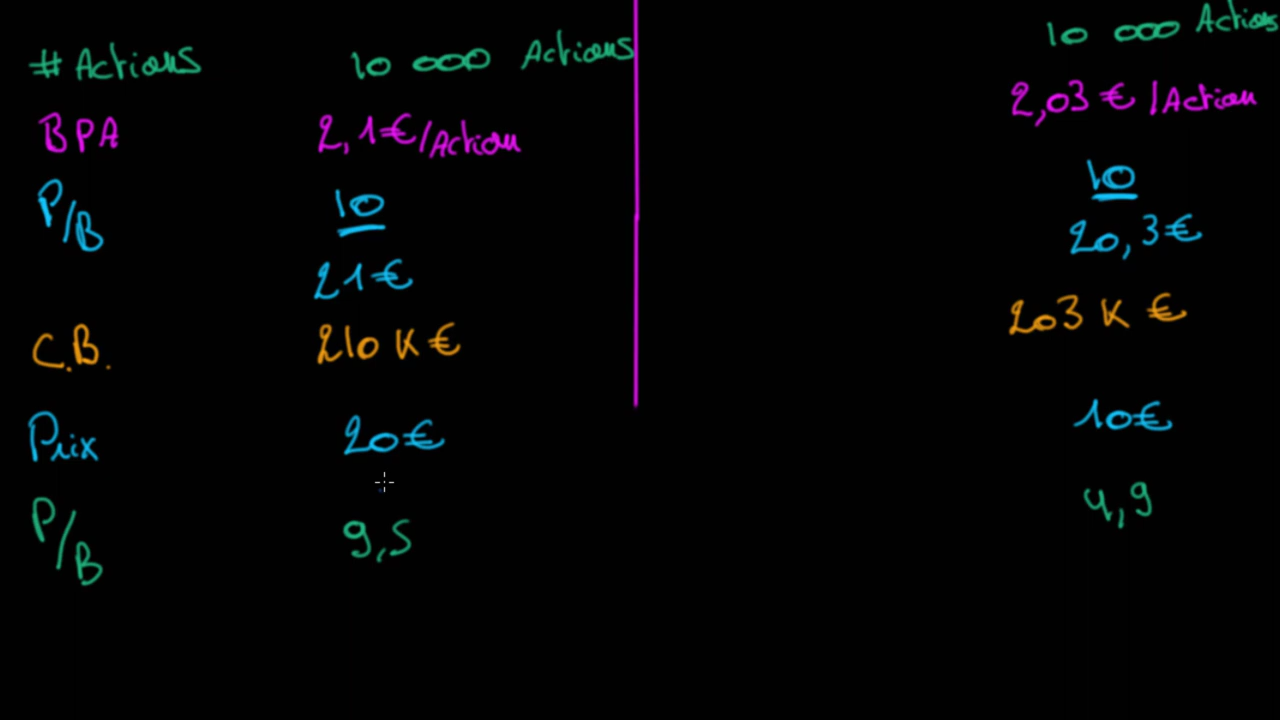 # Actions 10 000 Actions 10 000 Actions
BPA 2,1€/Action 2,03 €/Action
P/B 10 10
21€ 20,3€
C.B. 210 K € 203 K €
Prix 20€ 10€
P/B 9,5 4,9